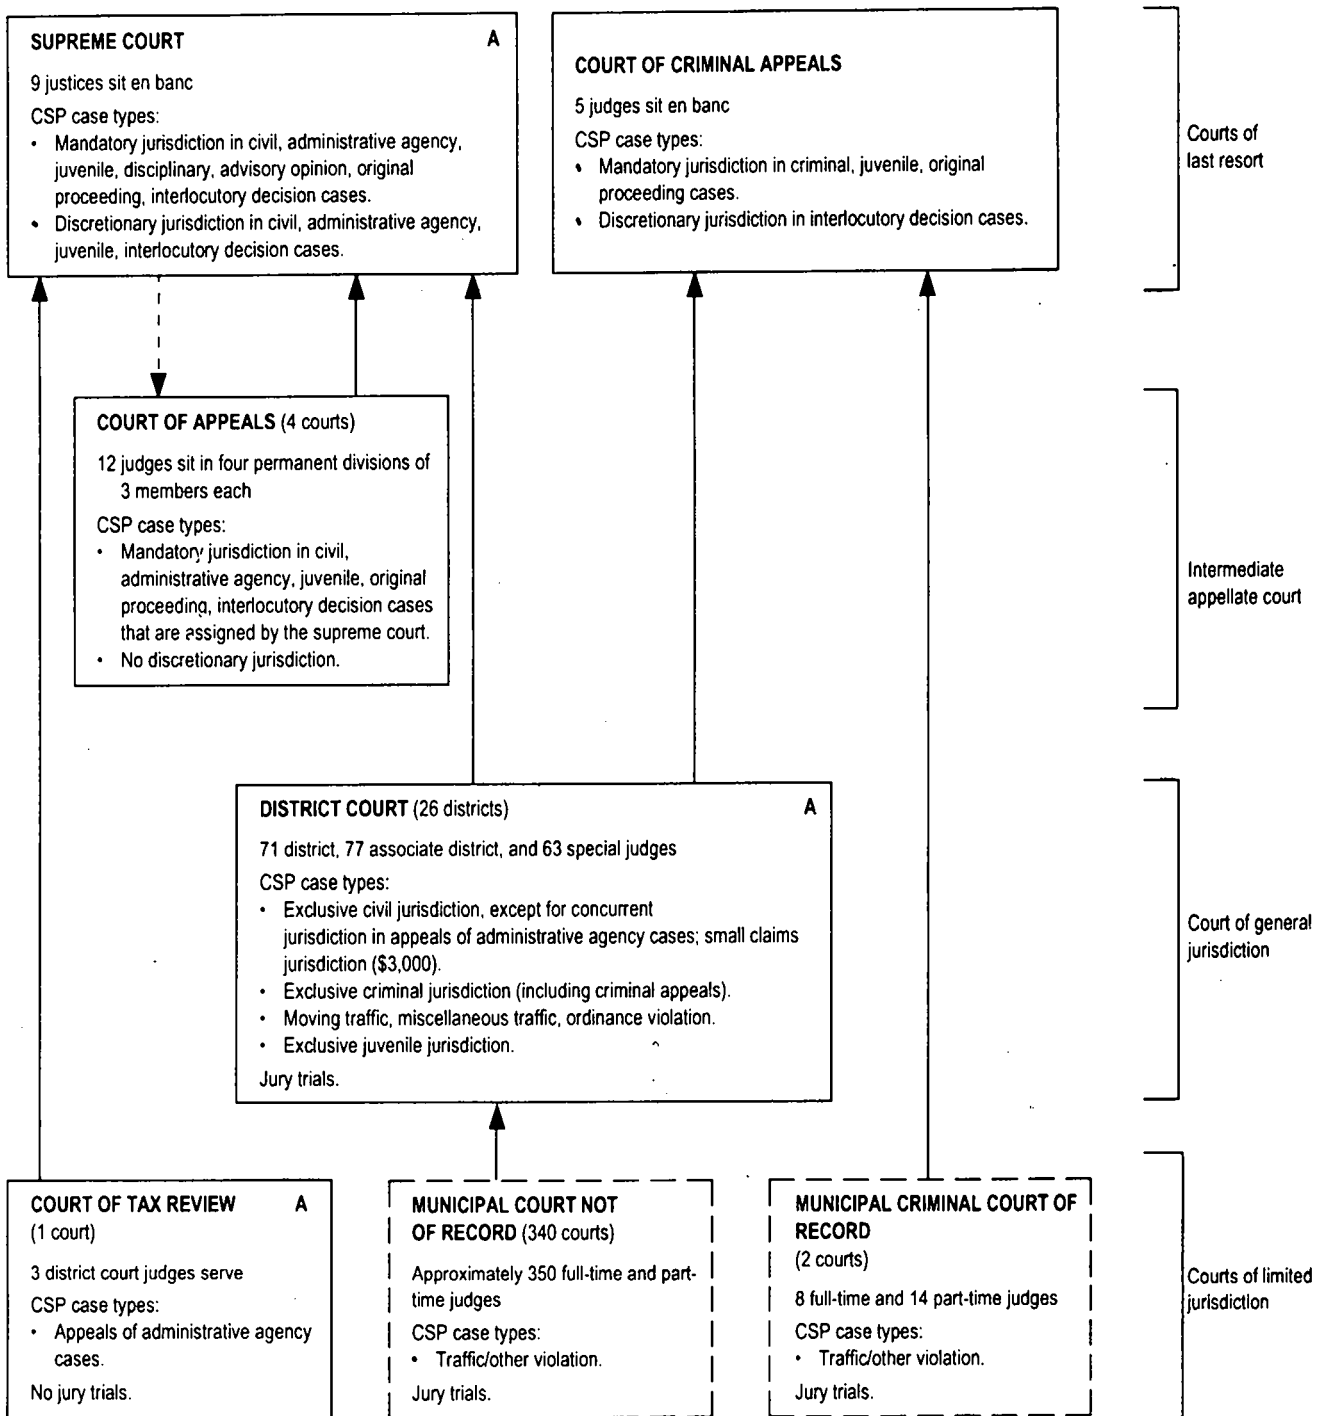 SUPREME COURT A
9 justices sit en banc
CSP case types:
• Mandatory jurisdiction in civil, administrative agency,
juvenile, disciplinary, advisory opinion, original
proceeding, interlocutory decision cases.
• Discretionary jurisdiction in civil, administrative agency,
juvenile, interlocutory decision cases.
COURT OF CRIMINAL APPEALS
5 judges sit en banc
CSP case types:
• Mandatory jurisdiction in criminal, juvenile, original
proceeding cases.
• Discretionary jurisdiction in interlocutory decision cases.
Courts of
last resort
COURT OF APPEALS (4 courts)
12 judges sit in four permanent divisions of
3 members each
CSP case types:
• Mandatory jurisdiction in civil,
administrative agency, juvenile, original
proceeding, interlocutory decision cases
that are assigned by the supreme court.
• No discretionary jurisdiction.
Intermediate
appellate court
DISTRICT COURT (26 districts) A
71 district, 77 associate district, and 63 special judges
CSP case types:
• Exclusive civil jurisdiction, except for concurrent
jurisdiction in appeals of administrative agency cases; small claims
jurisdiction ($3,000).
• Exclusive criminal jurisdiction (including criminal appeals).
• Moving traffic, miscellaneous traffic, ordinance violation.
• Exclusive juvenile jurisdiction.
Jury trials.
Court of general
jurisdiction
COURT OF TAX REVIEW A
(1 court)
3 district court judges serve
CSP case types:
• Appeals of administrative agency
cases.
No jury trials.
MUNICIPAL COURT NOT
OF RECORD (340 courts)
Approximately 350 full-time and part-
time judges
CSP case types:
• Traffic/other violation.
Jury trials.
MUNICIPAL CRIMINAL COURT OF
RECORD
(2 courts)
8 full-time and 14 part-time judges
CSP case types:
• Traffic/other violation.
Jury trials.
Courts of limited
jurisdiction